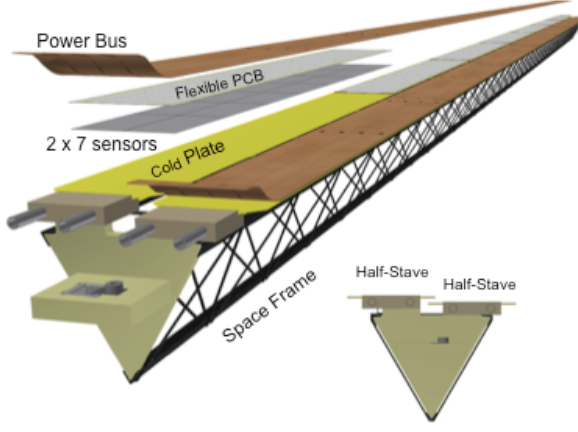 Power Bus
Flexible PCB
2 x 7 sensors
Cold Plate
Space Frame
Half-Stave
Half-Stave